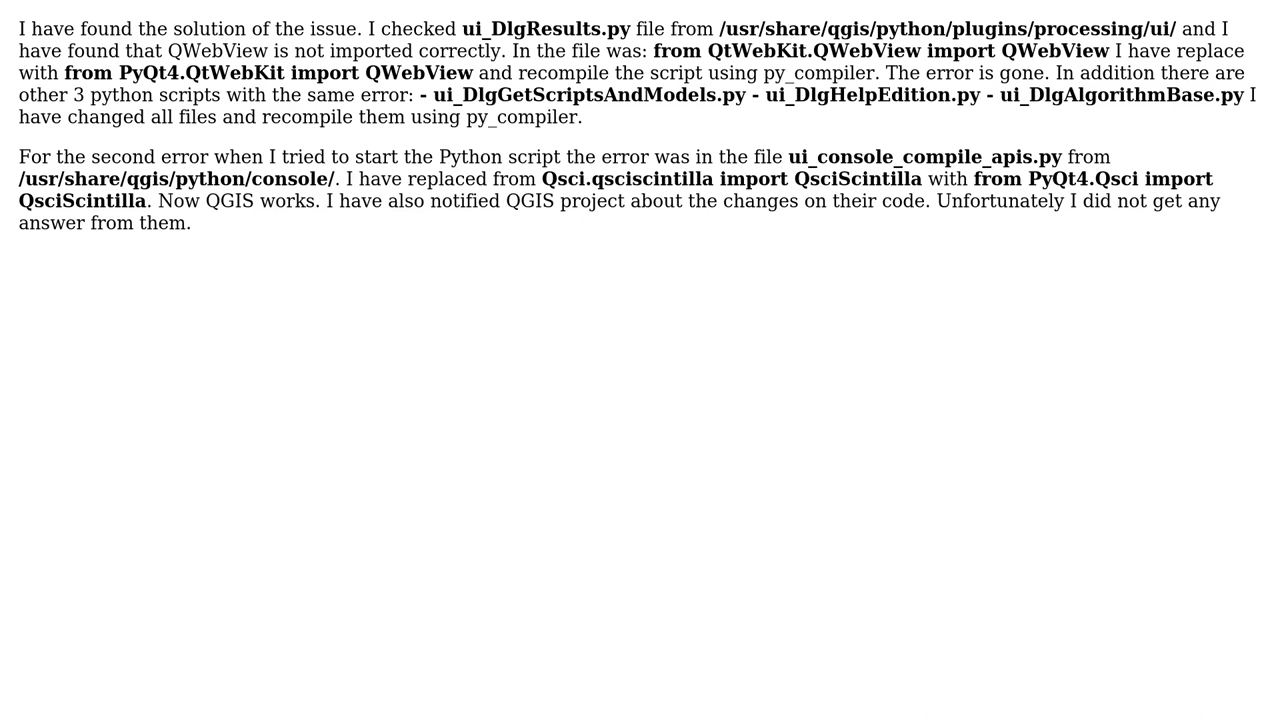 I have found the solution of the issue. I checked ui_DlgResults.py file from /usr/share/qgis/python/plugins/processing/ui/ and I
have found that QWebView is not imported correctly. In the file was: from QtWebKit.QWebView import QWebView I have replace
with from PyQt4.QtWebKit import QWebView and recompile the script using py_compiler. The error is gone. In addition there are
other 3 python scripts with the same error: - ui_DlgGetScriptsAndModels.py - ui_DlgHelpEdition.py - ui_DlgAlgorithmBase.py I
have changed all files and recompile them using py_compiler.
For the second error when I tried to start the Python script the error was in the file ui_console_compile_apis.py from
/usr/share/qgis/python/console/. I have replaced from Qsci.qsciscintilla import QsciScintilla with from PyQt4.Qsci import
QsciScintilla. Now QGIS works. I have also notified QGIS project about the changes on their code. Unfortunately I did not get any
answer from them.